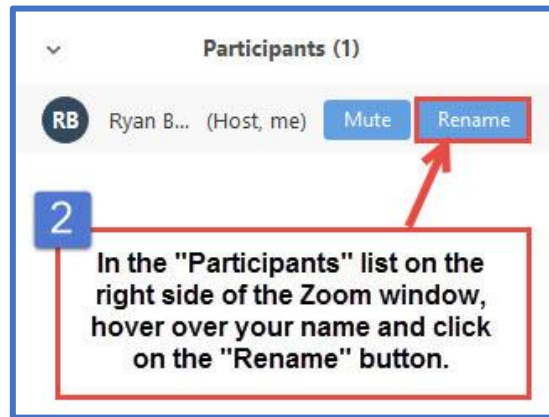 Participants (1)
RB Ryan B... (Host, me) Mute Rename
2
In the "Participants" list on the
right side of the Zoom window,
hover over your name and click
on the "Rename" button.